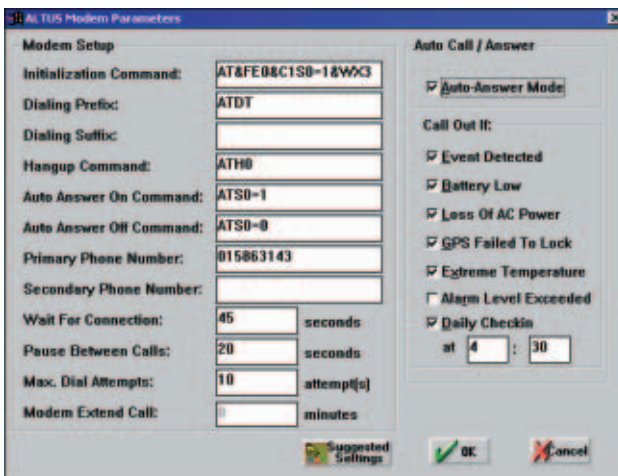 ALTUS Modem Parameters
Modem Setup
Initialization Command: AT&FE0&C1S0=1&WX3
Dialing Prefix: ATDT
Dialing Suffix:
Hangup Command: ATH0
Auto Answer On Command: ATS0=1
Auto Answer Off Command: ATS0=0
Primary Phone Number: 015863143
Secondary Phone Number:
Wait For Connection: 45 seconds
Pause Between Calls: 20 seconds
Max. Dial Attempts: 10 attempt(s)
Modem Extend Call: 0 minutes
Suggested Settings
Auto Call / Answer
Auto-Answer Mode
Call Out If:
Event Detected
Battery Low
Loss Of AC Power
GPS Failed To Lock
Extreme Temperature
Alarm Level Exceeded
Daily Checkin
at 4 : 30
OK
Cancel